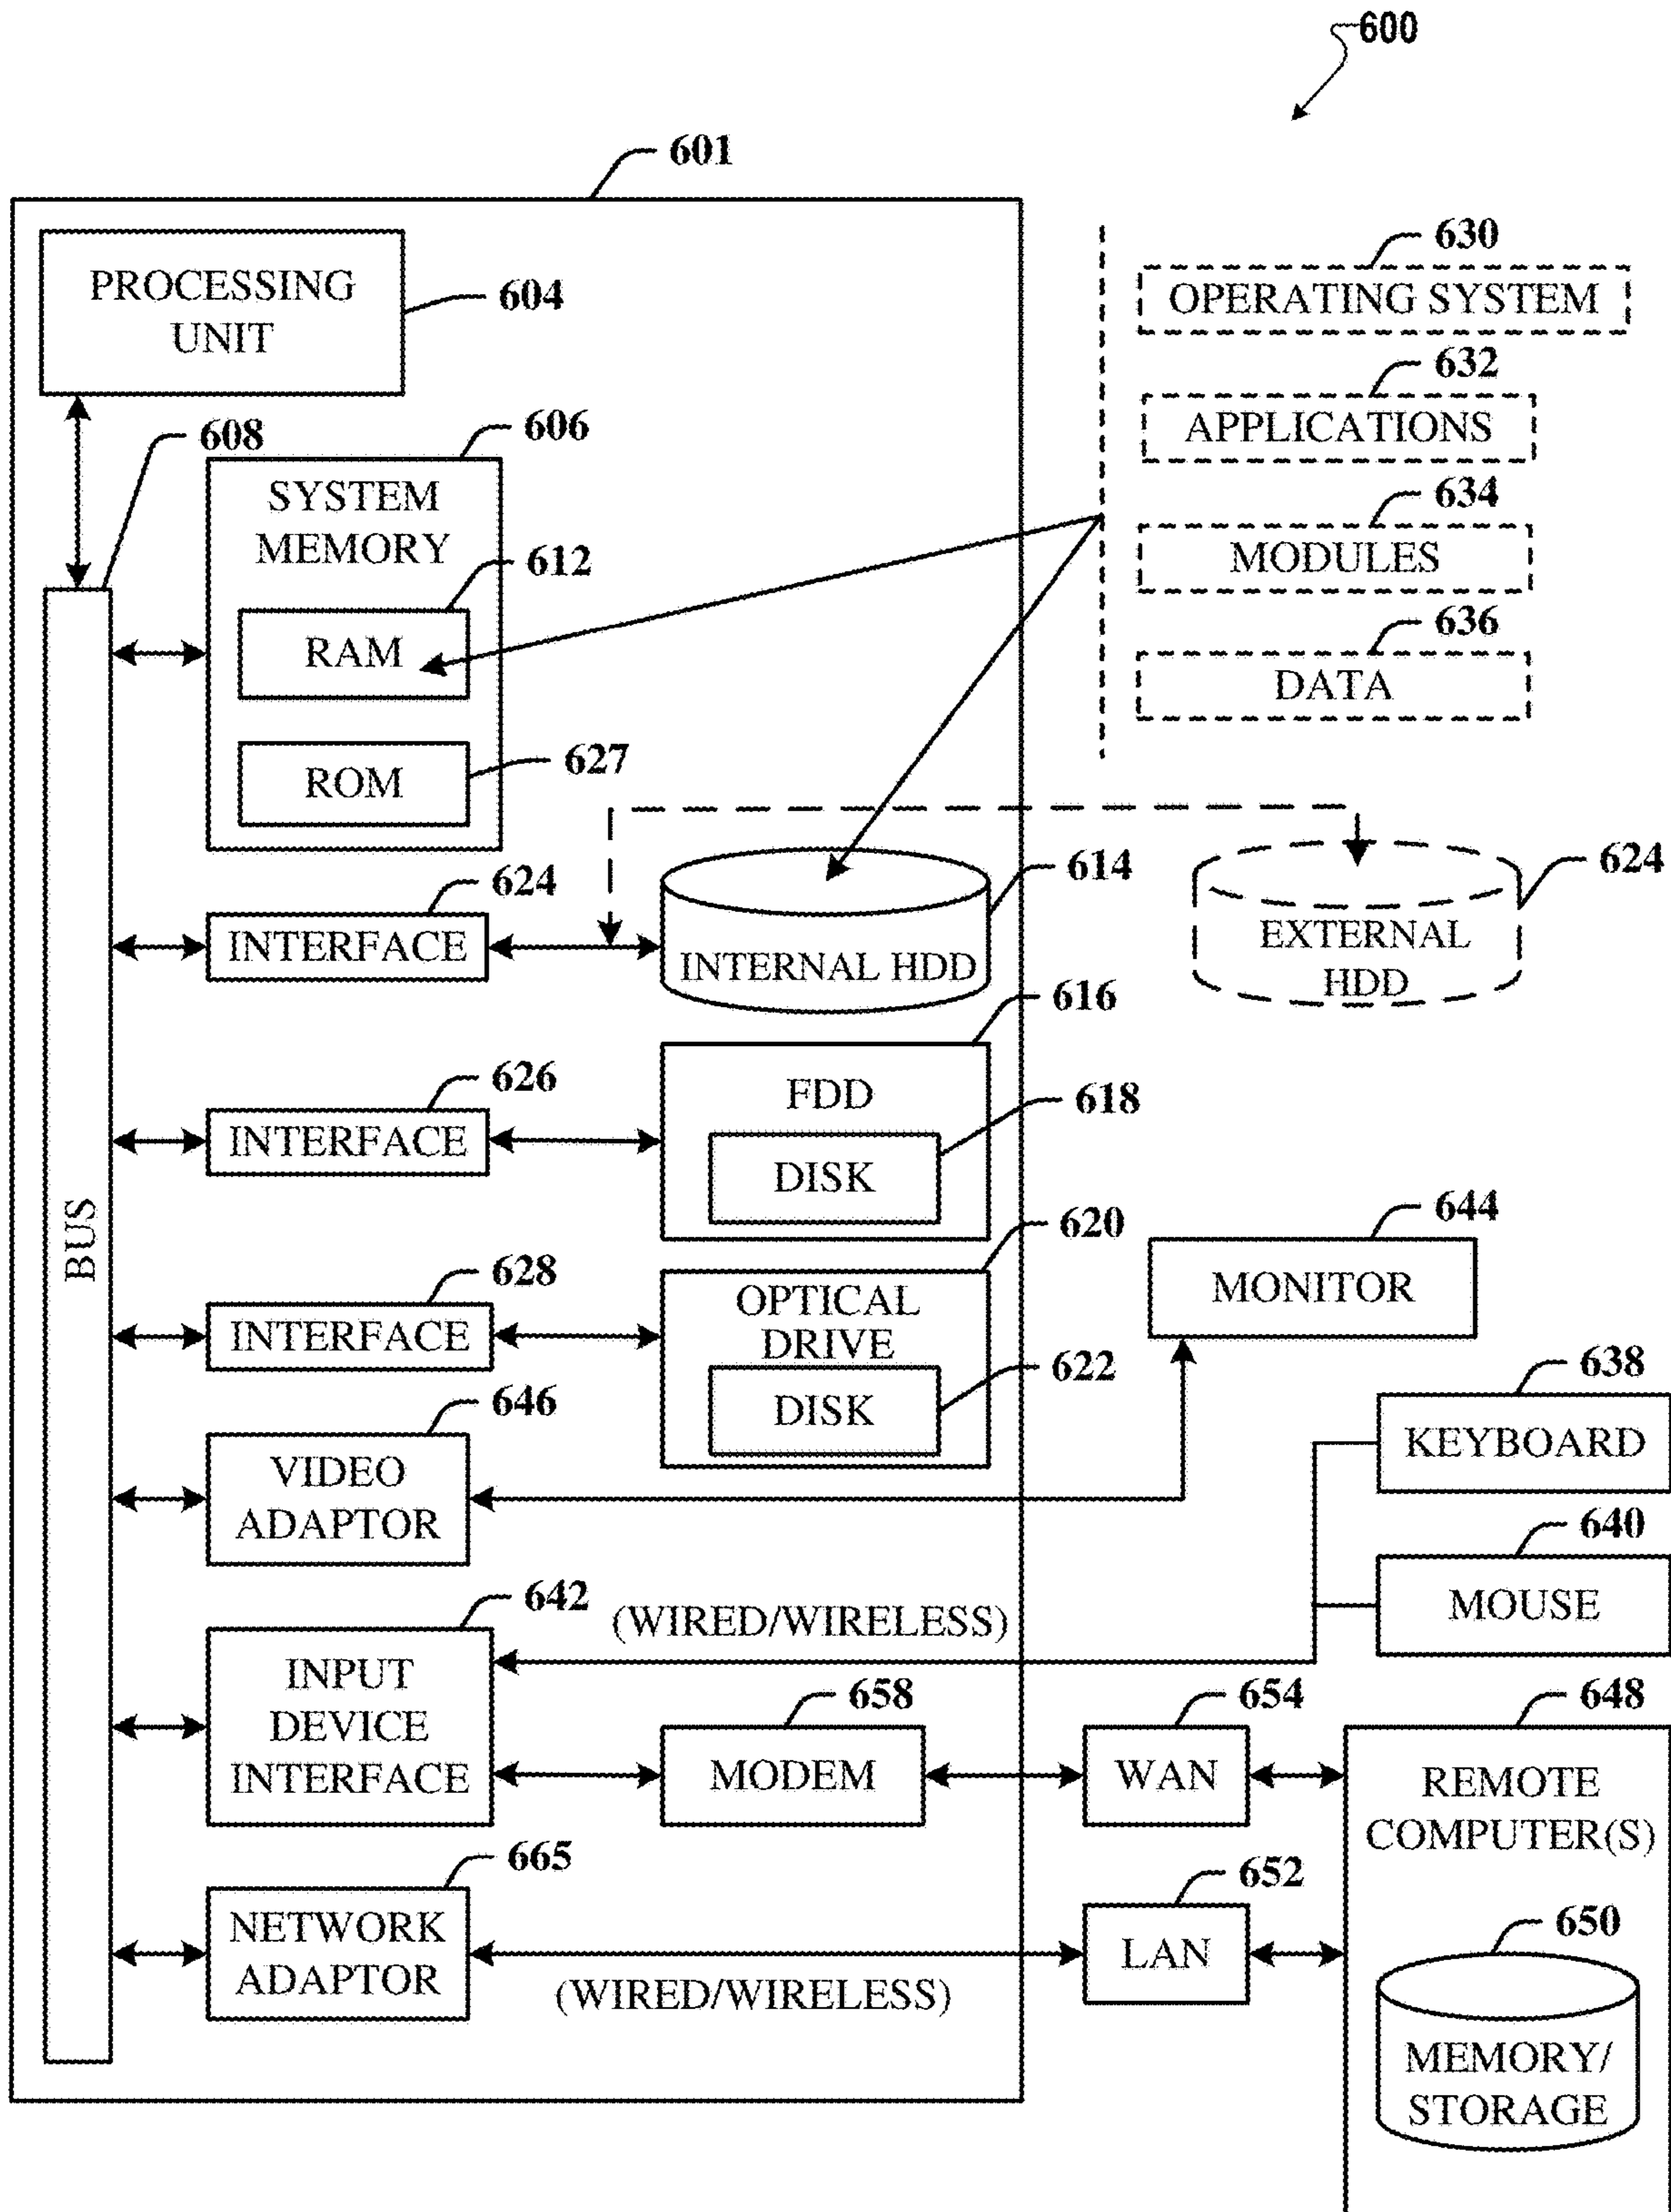 600
601
PROCESSING
UNIT
604
630
OPERATING SYSTEM
632
APPLICATIONS
634
MODULES
636
DATA
608
606
SYSTEM
MEMORY
612
RAM
627
ROM
624
INTERFACE
614
INTERNAL HDD
624
EXTERNAL
HDD
616
626
INTERFACE
FDD
618
DISK
BUS
620
628
INTERFACE
OPTICAL
DRIVE
622
DISK
644
MONITOR
638
KEYBOARD
646
VIDEO
ADAPTOR
640
MOUSE
642
(WIRED/WIRELESS)
INPUT
DEVICE
INTERFACE
658
MODEM
654
WAN
648
REMOTE
COMPUTER(S)
665
NETWORK
ADAPTOR
(WIRED/WIRELESS)
652
LAN
650
MEMORY/
STORAGE